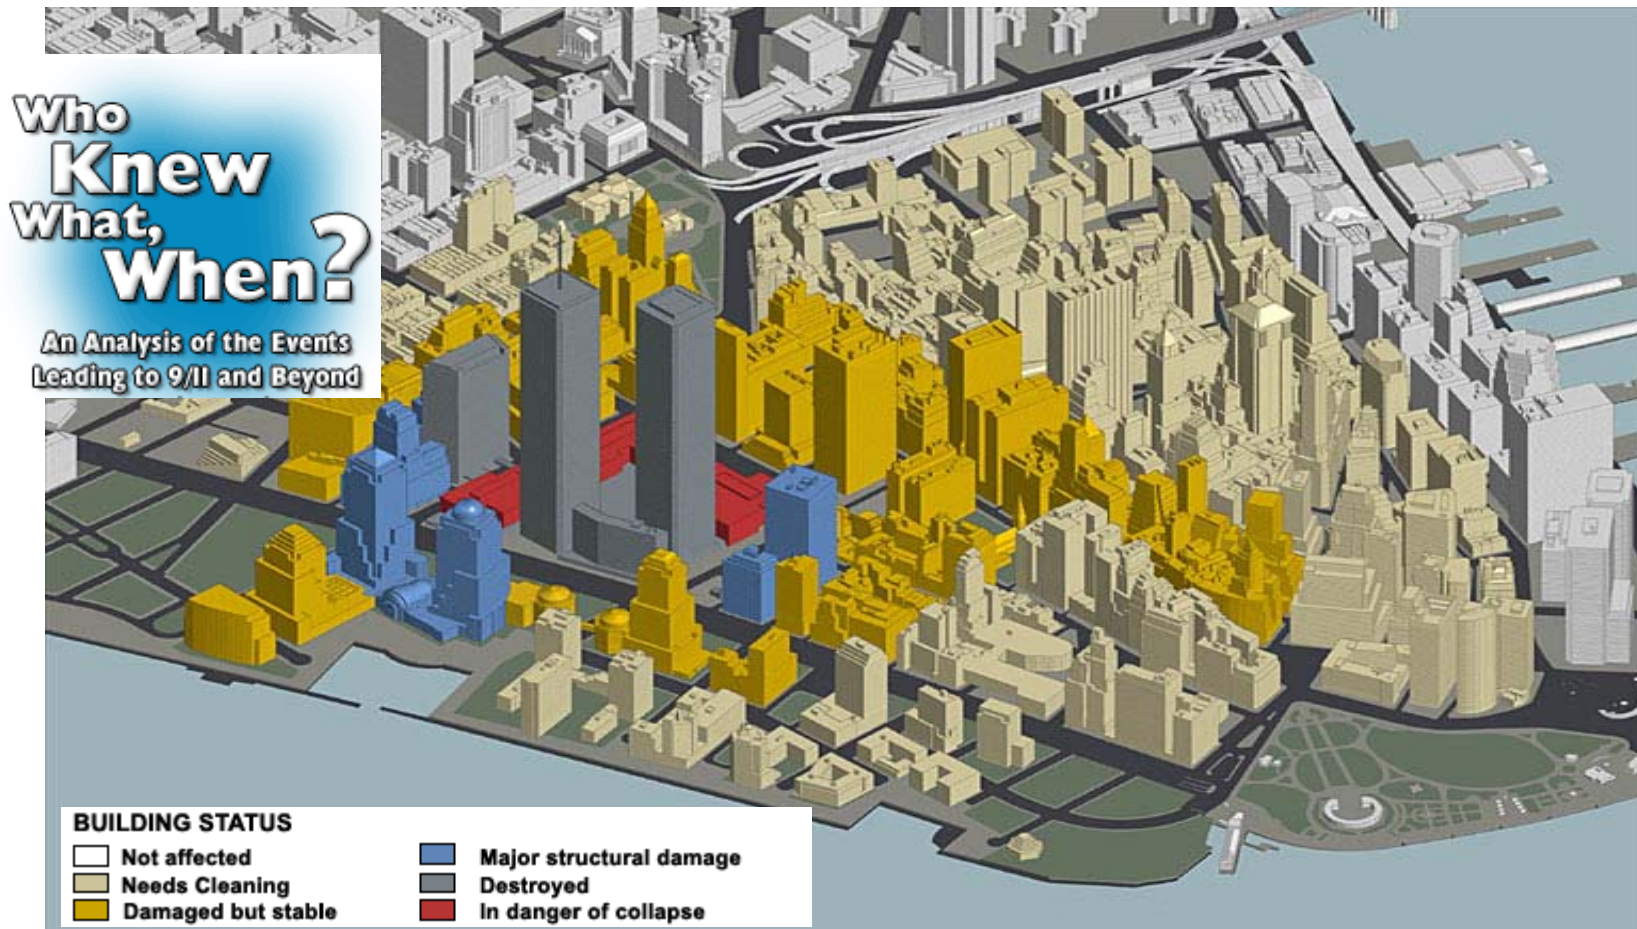 Who
Knew
What,
When?
An Analysis of the Events
Leading to 9/11 and Beyond
BUILDING STATUS
Not affected
Needs Cleaning
Damaged but stable
Major structural damage
Destroyed
In danger of collapse